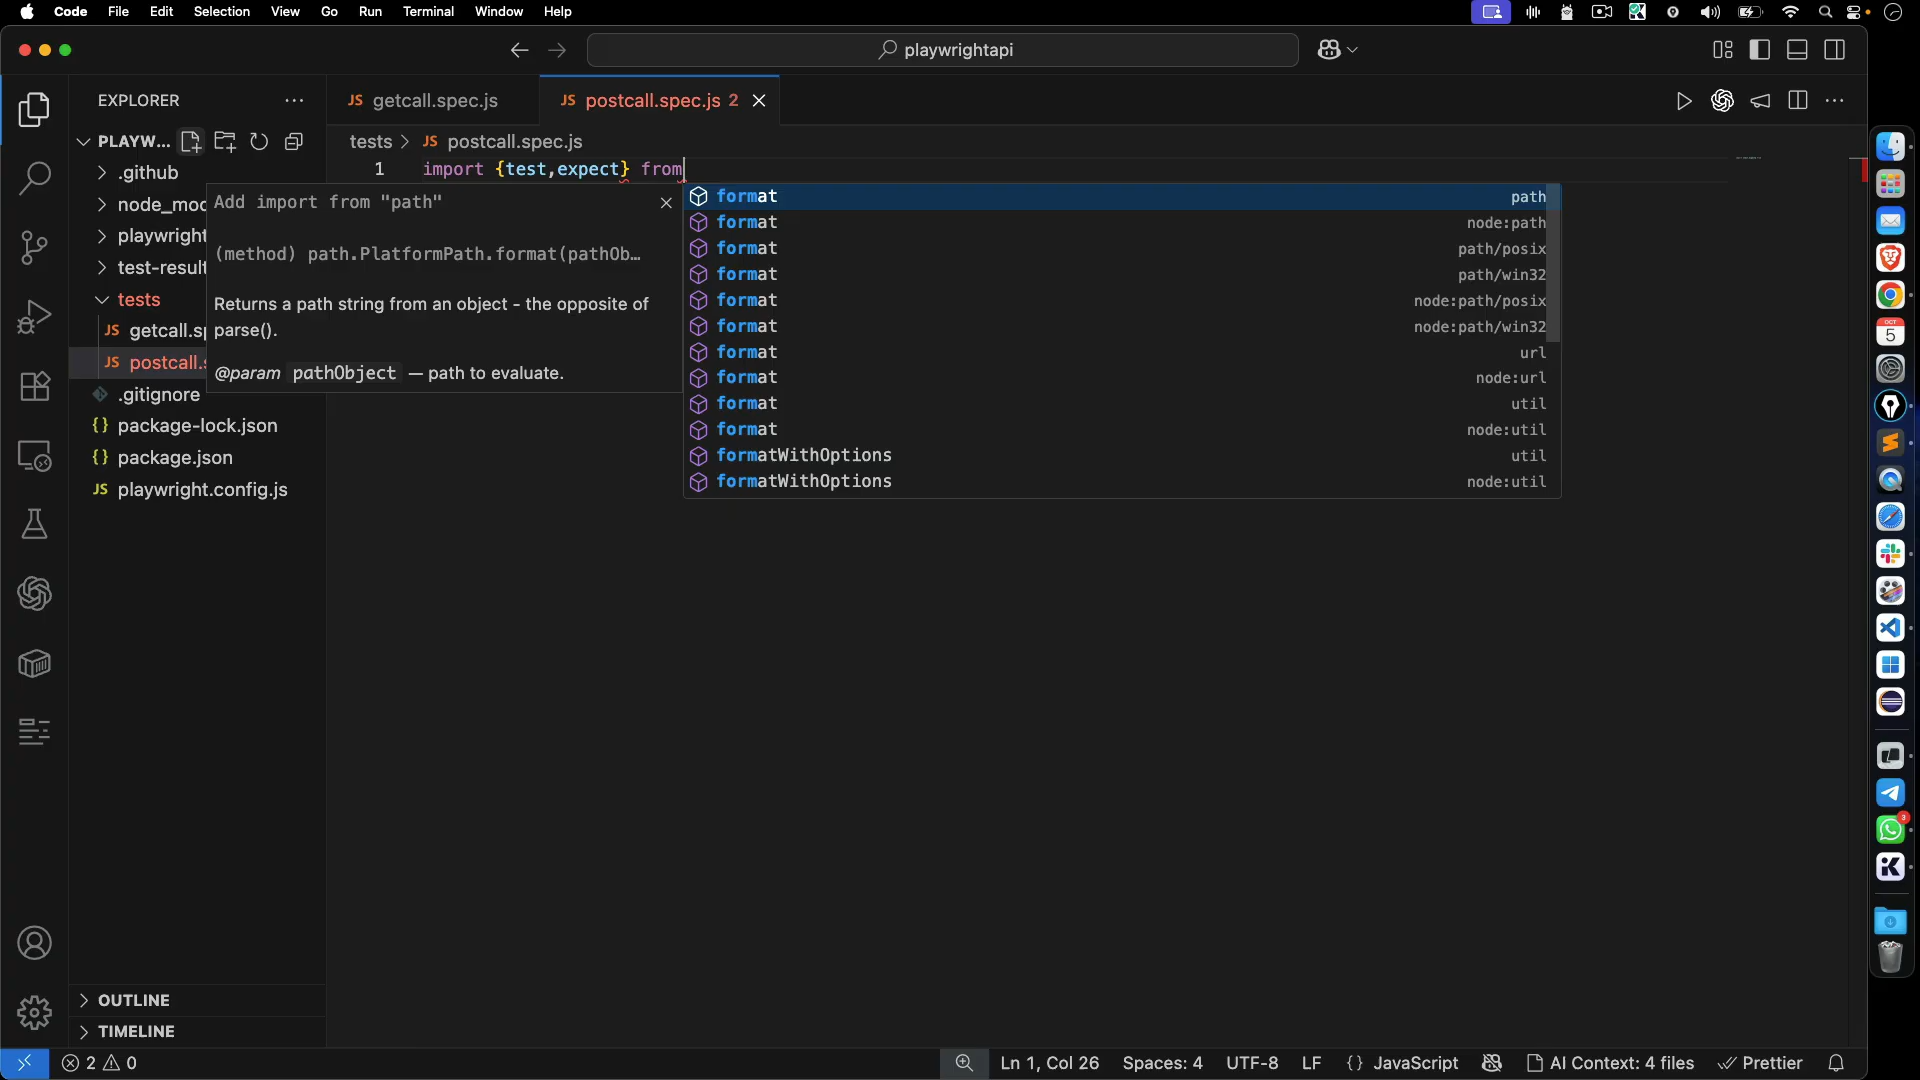 Code File Edit Selection View Go Run Terminal Window Help
playwrightapi
EXPLORER
PLAYW...
.github
node_moc
playwright
test-result
tests
JS getcall.sp
JS postcall.s
.gitignore
{} package-lock.json
{} package.json
JS playwright.config.js
OUTLINE
TIMELINE
JS getcall.spec.js
JS postcall.spec.js 2
tests > JS postcall.spec.js
1 import {test,expect} from
Add import from "path"
(method) path.PlatformPath.format(pathOb…
Returns a path string from an object - the opposite of
parse().
@param pathObject — path to evaluate.
format path
format node:path
format path/posix
format path/win32
format node:path/posix
format node:path/win32
format url
format node:url
format util
format node:util
formatWithOptions util
formatWithOptions node:util
OCT
5
3
2 0
Ln 1, Col 26 Spaces: 4 UTF-8 LF {} JavaScript AI Context: 4 files Prettier